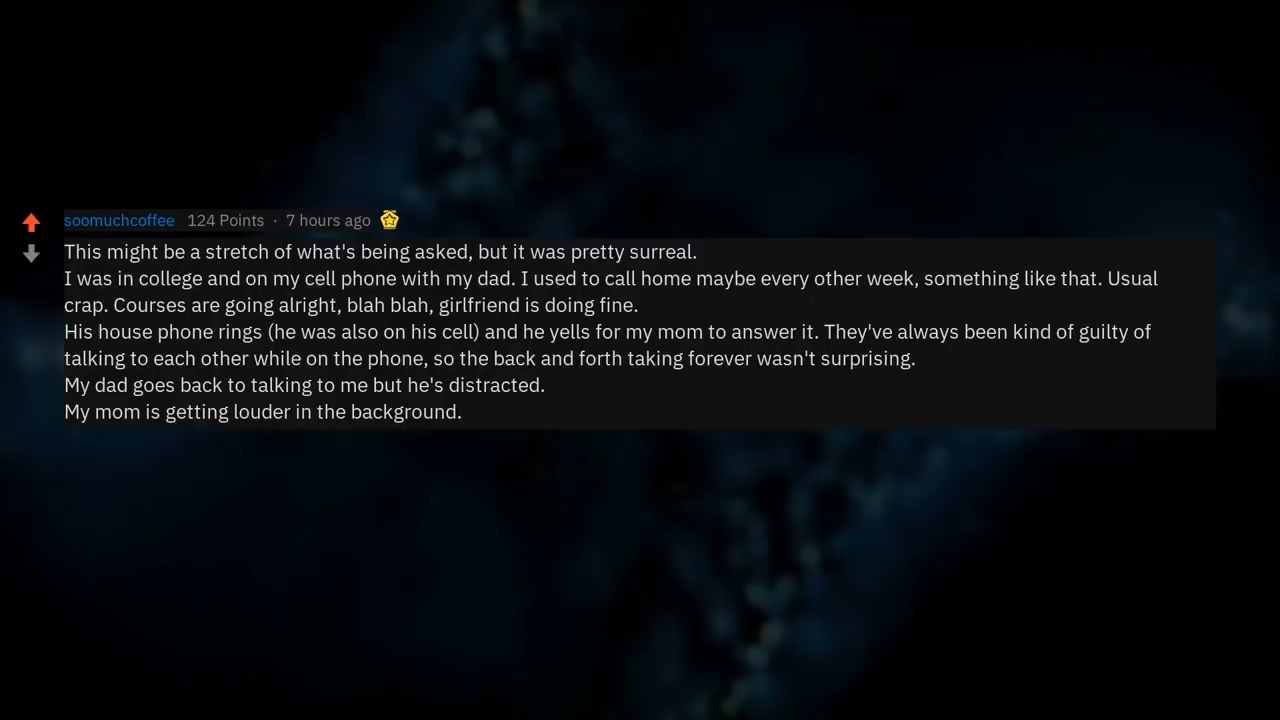 soomuchcoffee 124 Points · 7 hours ago
This might be a stretch of what's being asked, but it was pretty surreal.
I was in college and on my cell phone with my dad. I used to call home maybe every other week, something like that. Usual
crap. Courses are going alright, blah blah, girlfriend is doing fine.
His house phone rings (he was also on his cell) and he yells for my mom to answer it. They've always been kind of guilty of
talking to each other while on the phone, so the back and forth taking forever wasn't surprising.
My dad goes back to talking to me but he's distracted.
My mom is getting louder in the background.